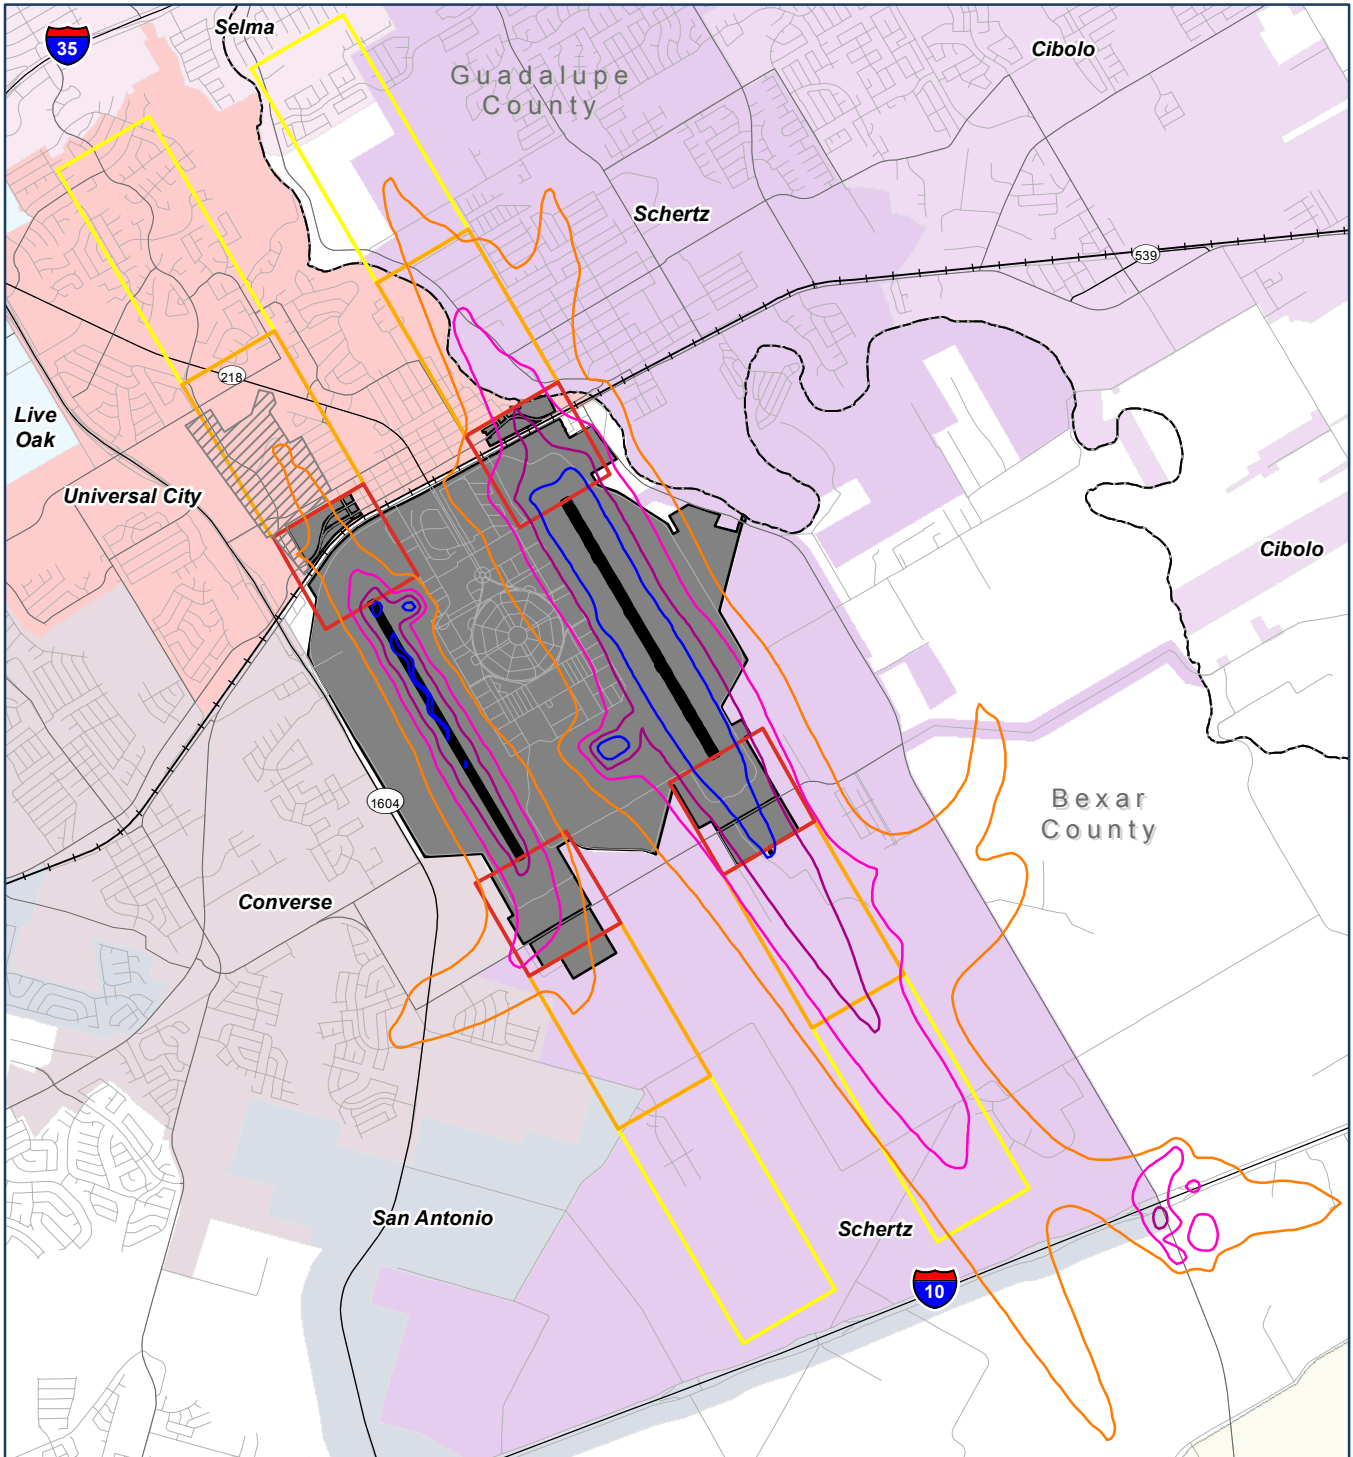 Selma
35
Cibolo
Guadalupe
County
Schertz
539
218
Live
Oak
Universal City
Cibolo
1604
Bexar
County
Converse
San Antonio
Schertz
10